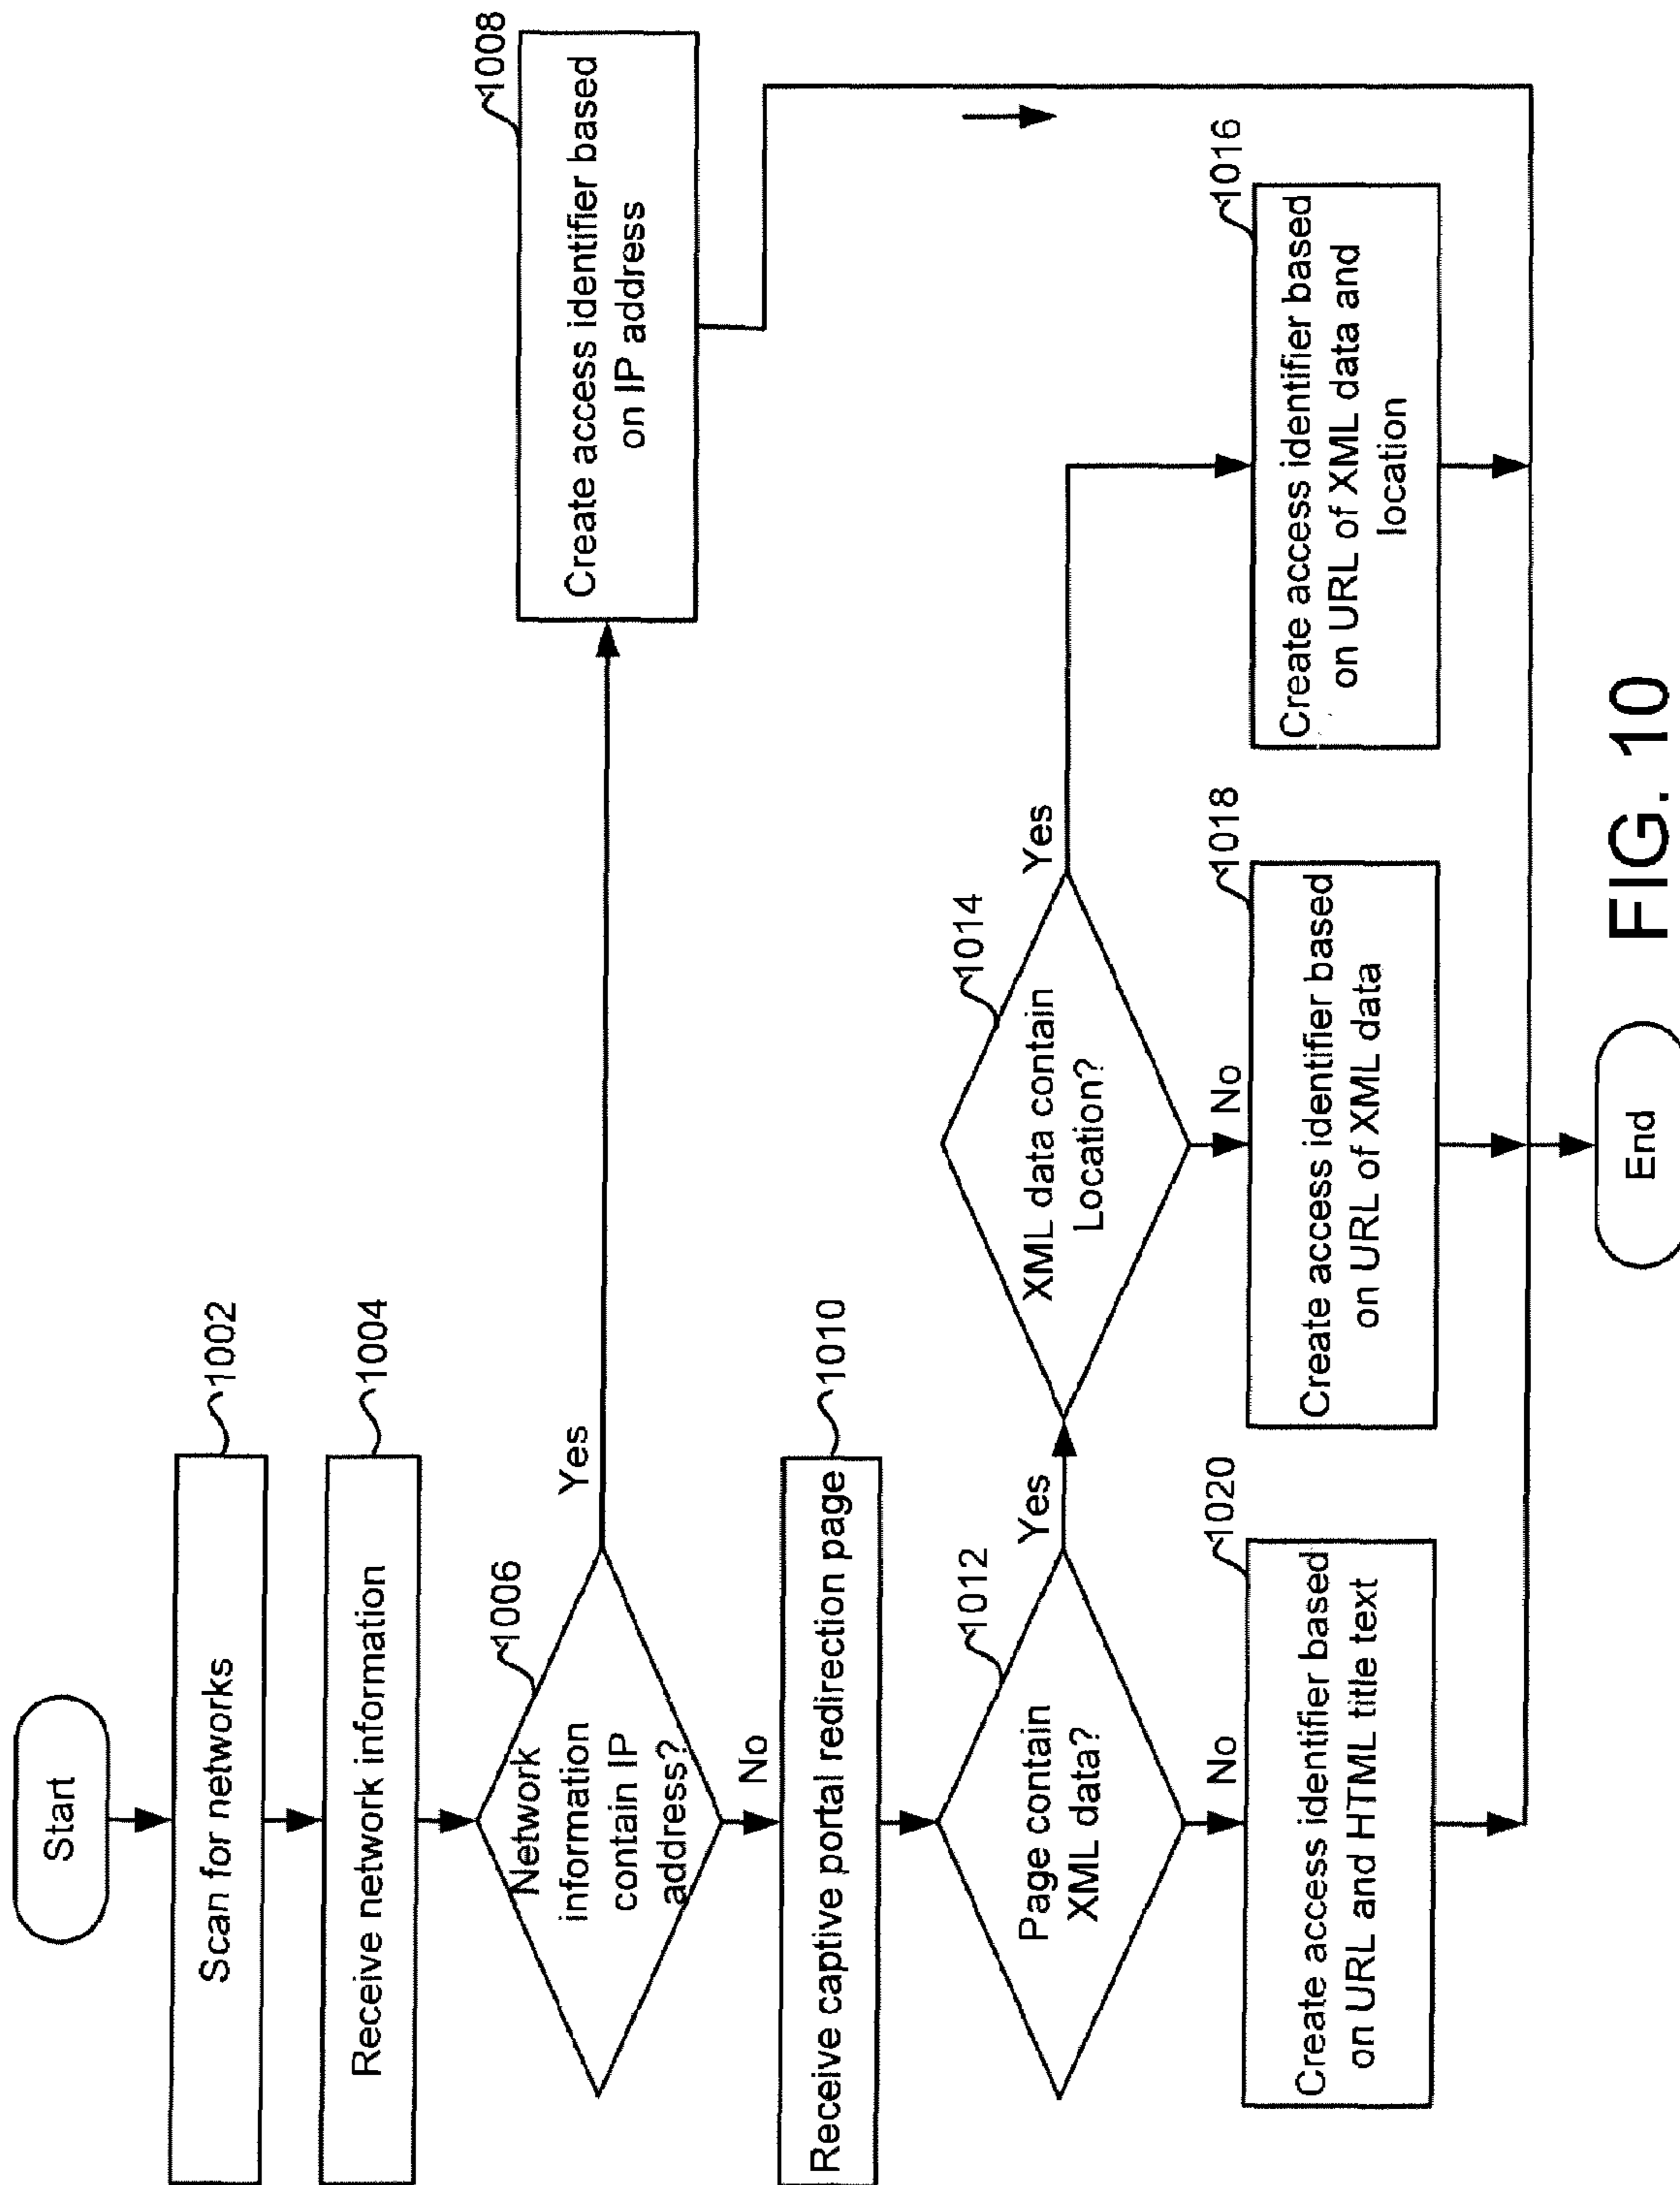 Start
Scan for networks
1002
Receive network information
1004
Network
information
contain IP
address?
1006
Yes
No
Create access identifier based
on IP address
1008
Receive captive portal redirection page
1010
Page contain
XML data?
1012
Yes
No
XML data contain
Location?
1014
Yes
No
Create access identifier based
on URL and HTML title text
1020
Create access identifier based
on URL of XML data
1018
Create access identifier based
on URL of XML data and
location
1016
End
FIG. 10